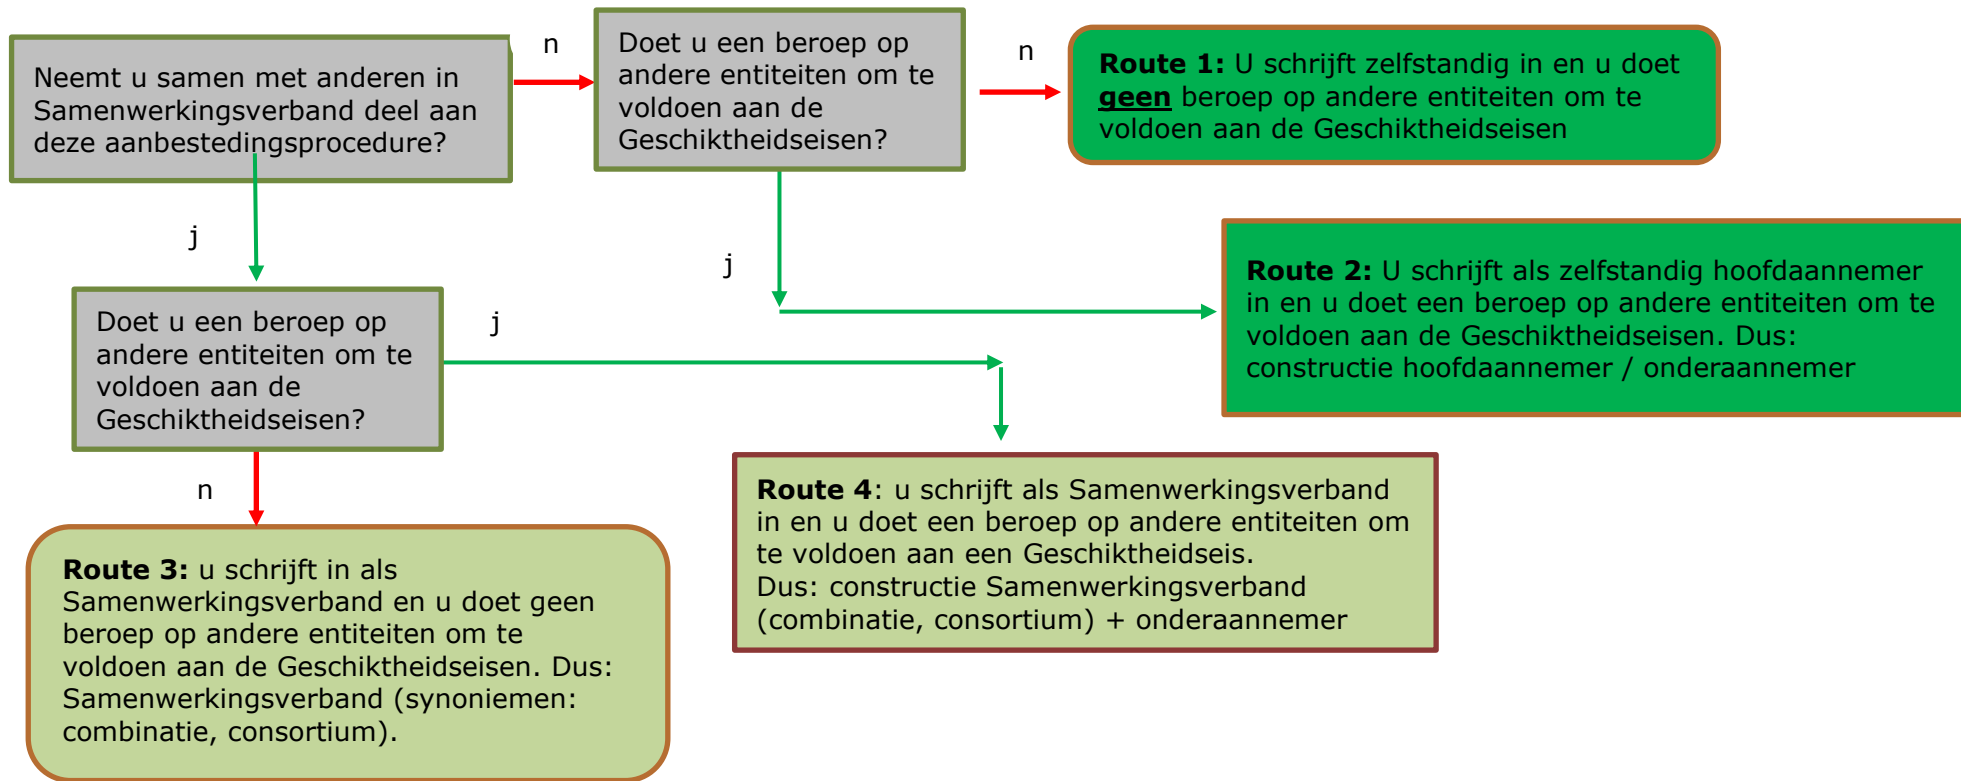 Neemt u samen met anderen in
Samenwerkingsverband deel aan
deze aanbestedingsprocedure?
n
Doet u een beroep op
andere entiteiten om te
voldoen aan de
Geschiktheidseisen?
n
Route 1: U schrijft zelfstandig in en u doet
geen beroep op andere entiteiten om te
voldoen aan de Geschiktheidseisen
j
j
Route 2: U schrijft als zelfstandig hoofdaannemer
in en u doet een beroep op andere entiteiten om te
voldoen aan de Geschiktheidseisen. Dus:
constructie hoofdaannemer / onderaannemer
Doet u een beroep op
andere entiteiten om te
voldoen aan de
Geschiktheidseisen?
j
n
Route 4: u schrijft als Samenwerkingsverband
in en u doet een beroep op andere entiteiten om
te voldoen aan een Geschiktheidseis.
Dus: constructie Samenwerkingsverband
(combinatie, consortium) + onderaannemer
Route 3: u schrijft in als
Samenwerkingsverband en u doet geen
beroep op andere entiteiten om te
voldoen aan de Geschiktheidseisen. Dus:
Samenwerkingsverband (synoniemen:
combinatie, consortium).